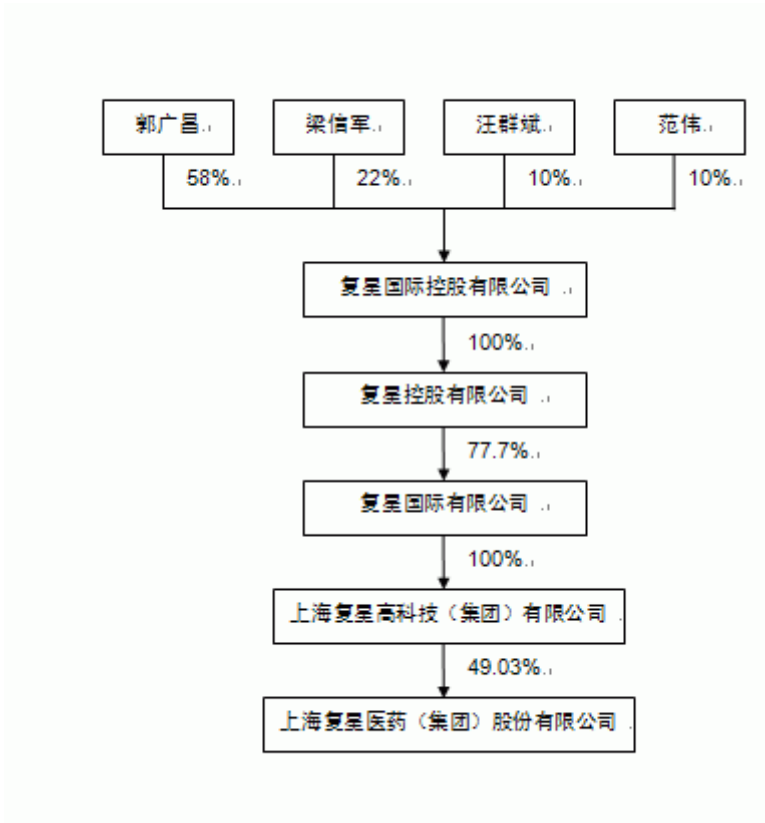 郭广昌
梁信军
汪群斌
范伟
58%
22%
10%
10%
复星国际控股有限公司
100%
复星控股有限公司
77.7%
复星国际有限公司
100%
上海复星高科技（集团）有限公司
49.03%
上海复星医药（集团）股份有限公司